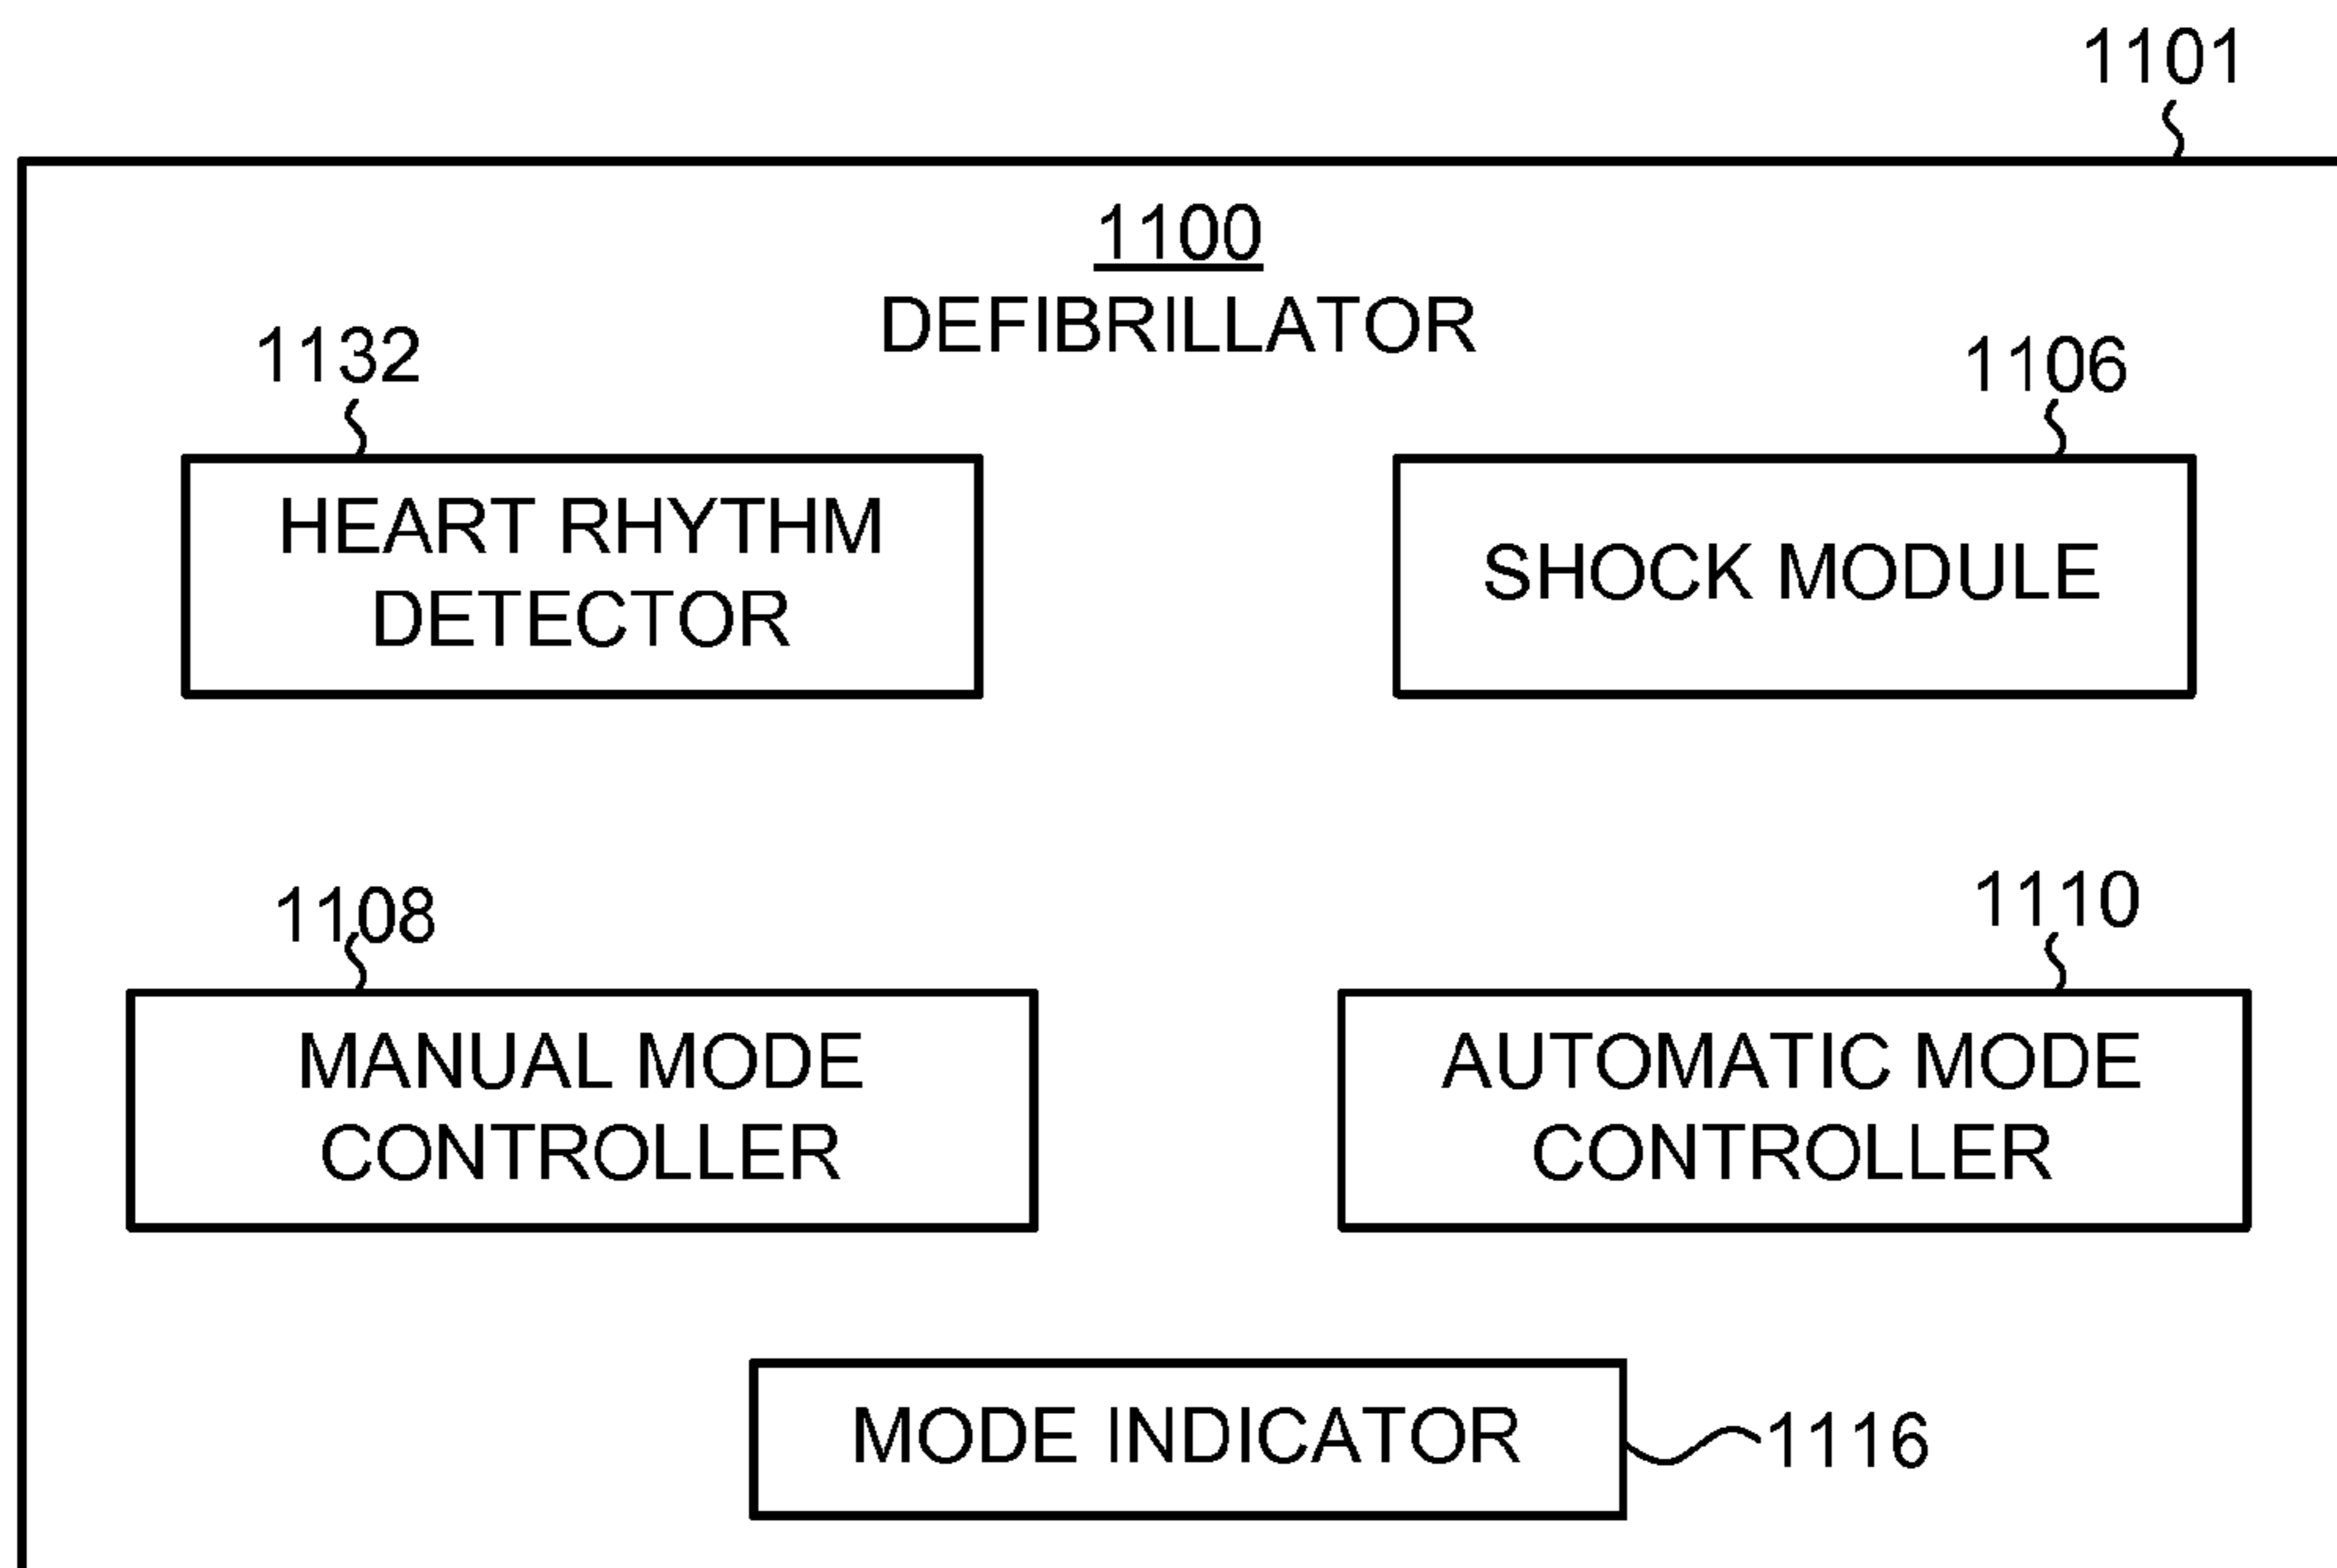 1101
1100
DEFIBRILLATOR
1132
1106
HEART RHYTHM
DETECTOR
SHOCK MODULE
1108
1110
MANUAL MODE
CONTROLLER
AUTOMATIC MODE
CONTROLLER
MODE INDICATOR
1116